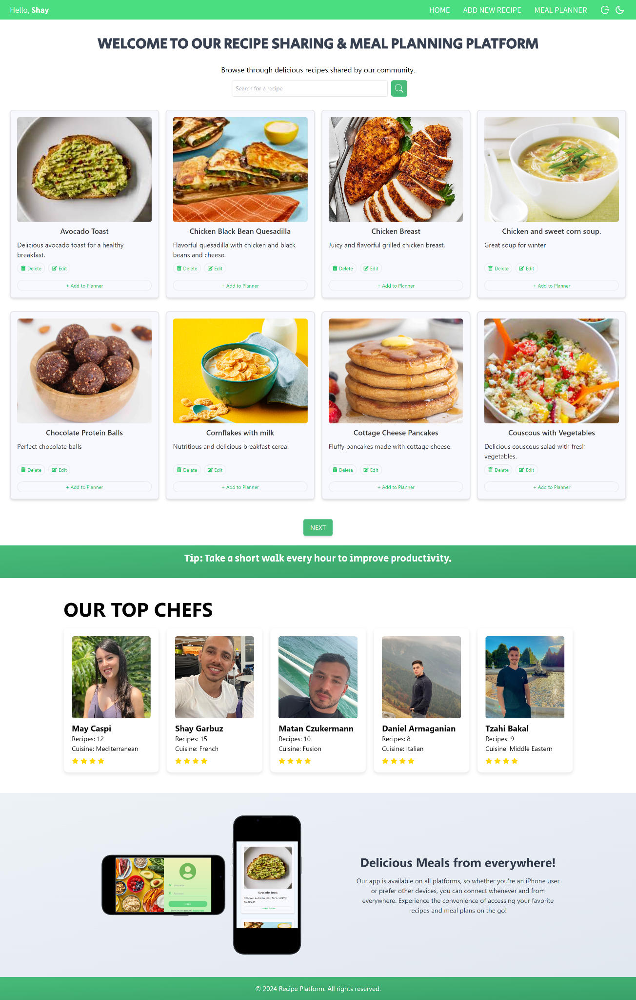 Hello, Shay
HOME
ADD NEW RECIPE
MEAL PLANNER
WELCOME TO OUR RECIPE SHARING & MEAL PLANNING PLATFORM
Browse through delicious recipes shared by our community.
Search for a recipe
Avocado Toast
Delicious avocado toast for a healthy
breakfast.
Delete
Edit
+ Add to Planner
Chicken Black Bean Quesadilla
Flavorful quesadilla with chicken and black
beans and cheese.
Delete
Edit
+ Add to Planner
Chicken Breast
Juicy and flavorful grilled chicken breast.
Delete
Edit
+ Add to Planner
Chicken and sweet corn soup.
Great soup for winter
Delete
Edit
+ Add to Planner
Chocolate Protein Balls
Perfect chocolate balls
Delete
Edit
+ Add to Planner
Cornflakes with milk
Nutritious and delicious breakfast cereal
Delete
Edit
+ Add to Planner
Cottage Cheese Pancakes
Fluffy pancakes made with cottage cheese.
Delete
Edit
+ Add to Planner
Couscous with Vegetables
Delicious couscous salad with fresh
vegetables.
Delete
Edit
+ Add to Planner
NEXT
Tip: Take a short walk every hour to improve productivity.
OUR TOP CHEFS
May Caspi
Recipes: 12
Cuisine: Mediterranean
Shay Garbuz
Recipes: 15
Cuisine: French
Matan Czukermann
Recipes: 10
Cuisine: Fusion
Daniel Armaganian
Recipes: 8
Cuisine: Italian
Tzahi Bakal
Recipes: 9
Cuisine: Middle Eastern
Username
Password
Don't have an account? Register here
Avocado Toast
Delicious avocado toast for a healthy
breakfast.
+ Add to Planner
Delicious Meals from everywhere!
Our app is available on all platforms, so whether you're an iPhone user
or prefer other devices, you can connect whenever and from
everywhere. Experience the convenience of accessing your favorite
recipes and meal plans on the go!
© 2024 Recipe Platform. All rights reserved.